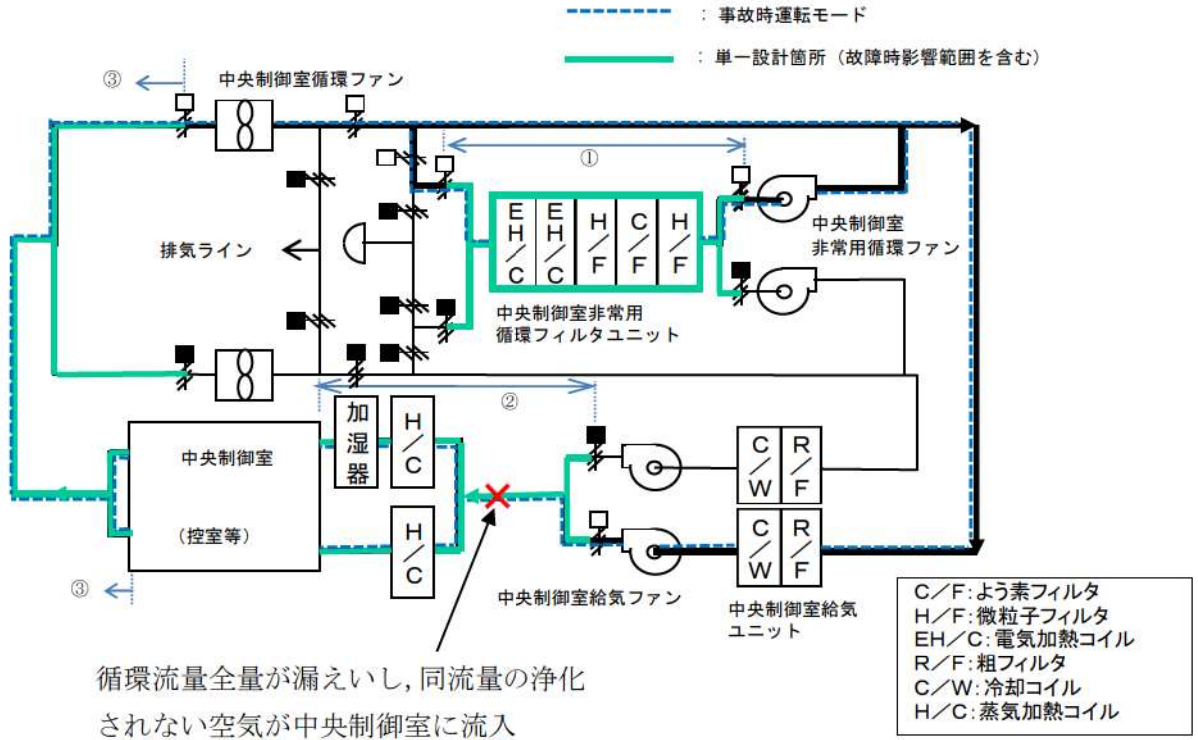 ：事故時運転モード
：単一設計箇所（故障時影響範囲を含む）
③
中央制御室循環ファン
①
EH/C
EH/C
H/F
C/F
H/F
中央制御室
非常用循環ファン
排気ライン
中央制御室非常用
循環フィルタユニット
②
加湿器
H/C
C/W
R/F
中央制御室
（控室等）
H/C
C/W
R/F
③
中央制御室給気ファン
中央制御室給気
ユニット
C／F：よう素フィルタ
H／F：微粒子フィルタ
EH／C：電気加熱コイル
R／F：粗フィルタ
C／W：冷却コイル
H／C：蒸気加熱コイル
循環流量全量が漏えいし，同流量の浄化
されない空気が中央制御室に流入